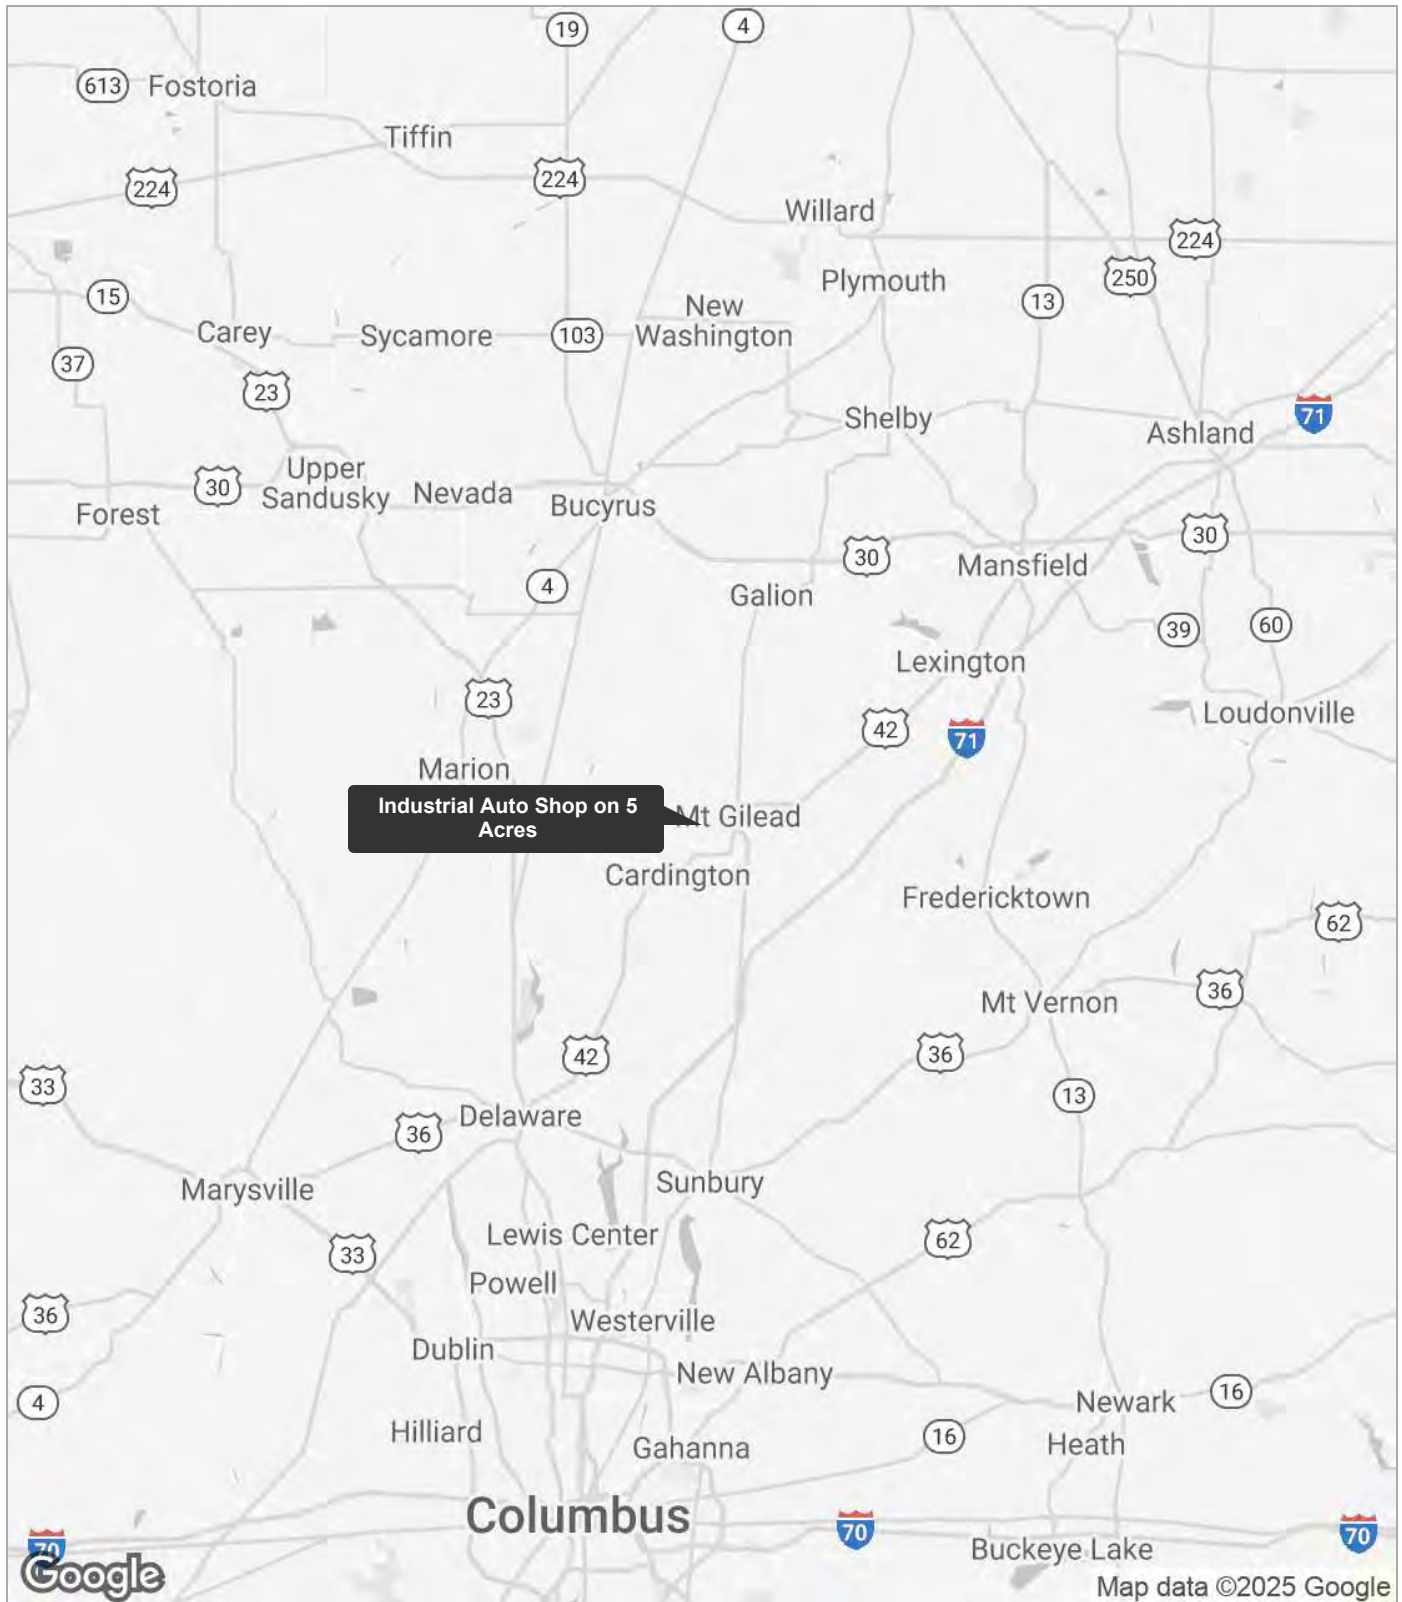 19
4
613
Fostoria
Tiffin
224
224
Willard
224
250
Plymouth
15
13
New
Washington
Carey
Sycamore
103
37
23
Shelby
71
Ashland
Upper
Sandusky
30
Nevada
Bucyrus
Forest
30
30
Mansfield
4
Galion
39
60
Lexington
23
Loudonville
42
71
Marion
Industrial Auto Shop on 5
Acres
Mt Gilead
Cardington
Fredericktown
62
36
Mt Vernon
42
36
33
13
Delaware
36
Marysville
Sunbury
Lewis Center
62
33
Powell
36
Westerville
Dublin
New Albany
4
Newark
16
Hilliard
Gahanna
16
Heath
Columbus
70
70
70
Buckeye Lake
Google
Map data ©2025 Google